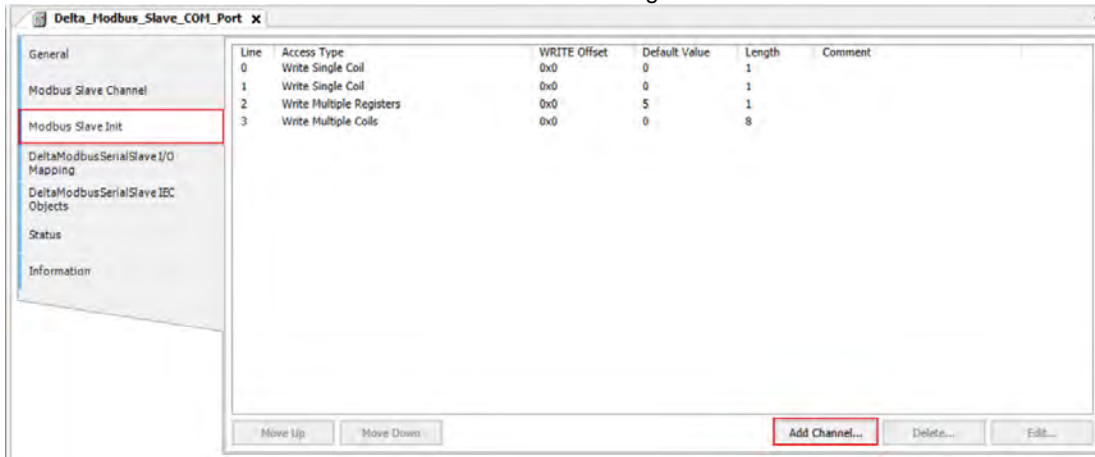 g
Delta_Modbus_Slave_COM_Port x
General
Modbus Slave Channel
Modbus Slave Init
DeltaModbusSerialSlave I/O
Mapping
DeltaModbusSerialSlave IEC
Objects
Status
Information
Line Access Type WRITE Offset Default Value Length Comment
0 Write Single Coil 0x0 0 1
1 Write Single Coil 0x0 0 1
2 Write Multiple Registers 0x0 5 1
3 Write Multiple Coils 0x0 0 8
Move Up Move Down Add Channel... Delete... Edit...